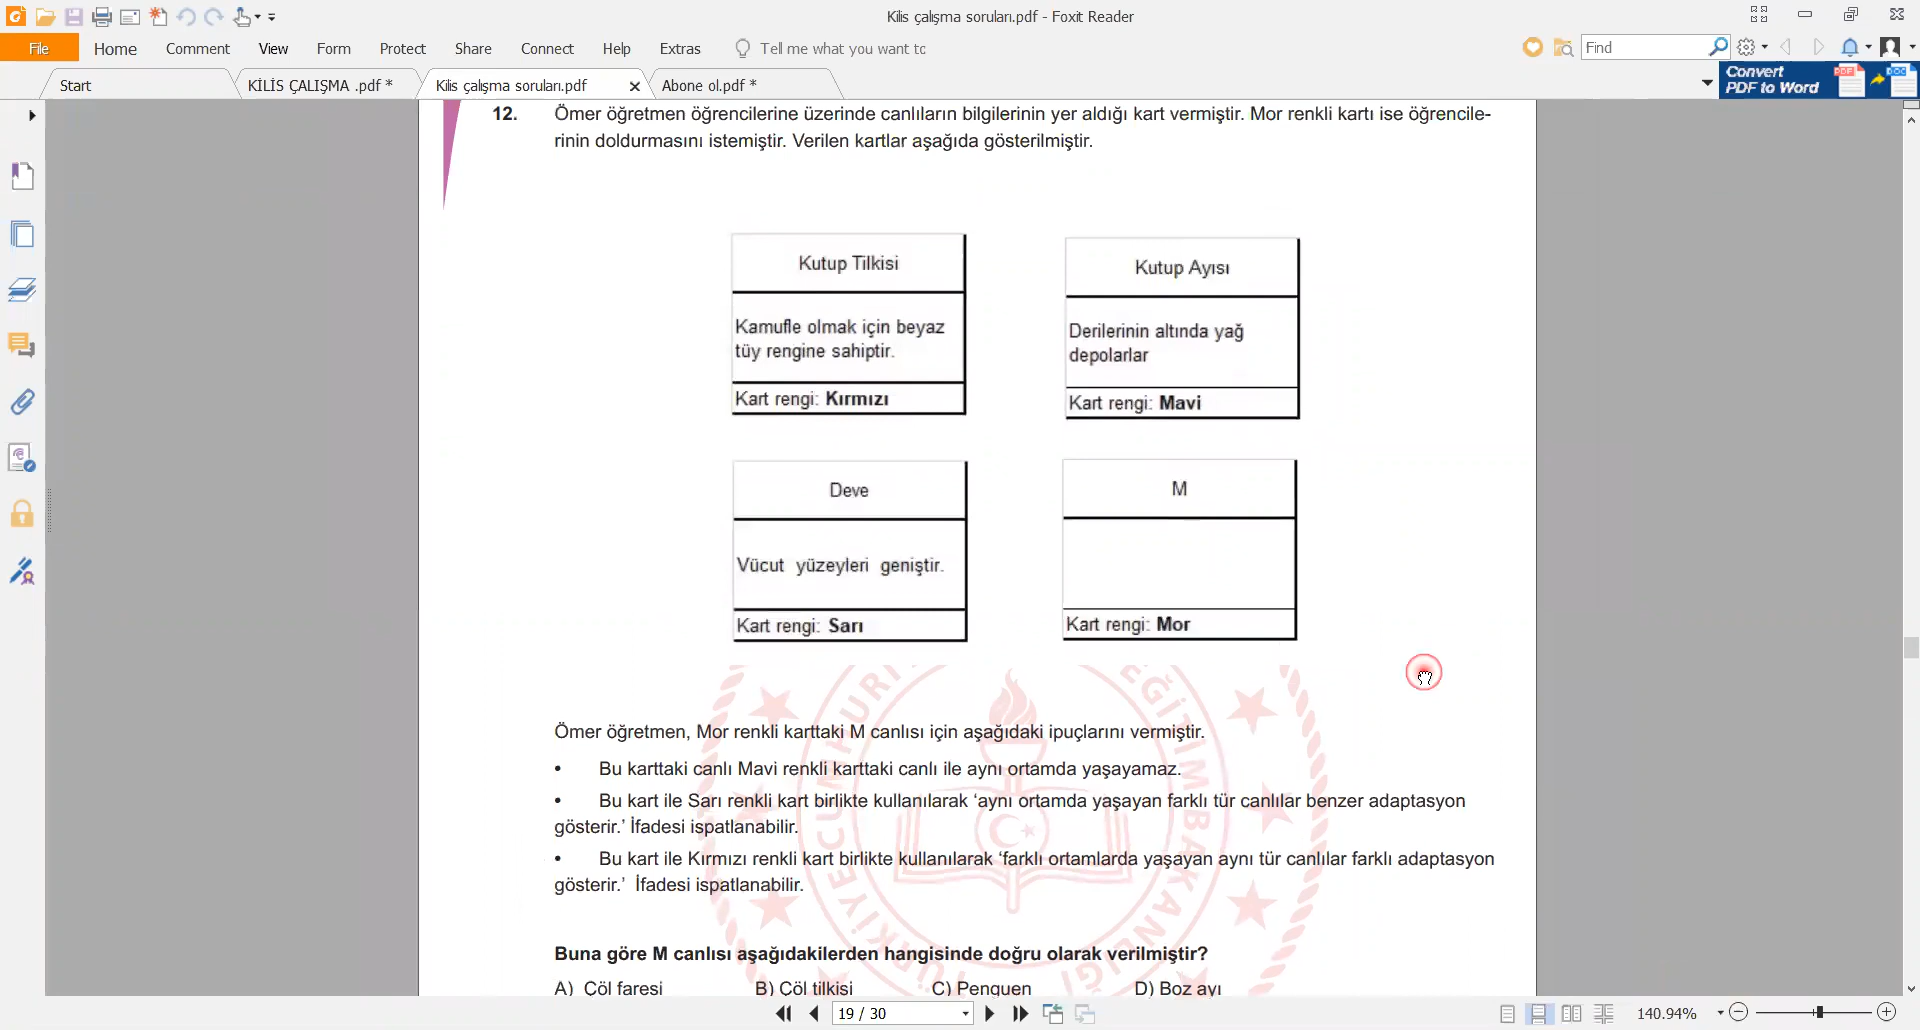 Kilis çalışma soruları.pdf - Foxit Reader
File Home Comment View Form Protect Share Connect Help Extras Tell me what you want to Find
Start KİLİS ÇALIŞMA .pdf * Kilis çalışma soruları.pdf Abone ol.pdf *
Convert
PDF to Word
12. Ömer öğretmen öğrencilerine üzerinde canlıların bilgilerinin yer aldığı kart vermiştir. Mor renkli kartı ise öğrencile-
rinin doldurmasını istemiştir. Verilen kartlar aşağıda gösterilmiştir.
Kutup Tilkisi
Kamufle olmak için beyaz
tüy rengine sahiptir.
Kart rengi: Kırmızı
Kutup Ayısı
Derilerinin altında yağ
depolarlar
Kart rengi: Mavi
Deve
Vücut yüzeyleri geniştir.
Kart rengi: Sarı
M
Kart rengi: Mor
Ömer öğretmen, Mor renkli karttaki M canlısı için aşağıdaki ipuçlarını vermiştir.
• Bu karttaki canlı Mavi renkli karttaki canlı ile aynı ortamda yaşayamaz.
• Bu kart ile Sarı renkli kart birlikte kullanılarak ‘aynı ortamda yaşayan farklı tür canlılar benzer adaptasyon
gösterir.’ İfadesi ispatlanabilir.
• Bu kart ile Kırmızı renkli kart birlikte kullanılarak ‘farklı ortamlarda yaşayan aynı tür canlılar farklı adaptasyon
gösterir.’ İfadesi ispatlanabilir.
Buna göre M canlısı aşağıdakilerden hangisinde doğru olarak verilmiştir?
A) Çöl faresi B) Çöl tilkisi C) Penguen D) Boz ayı
19 / 30
140.94%